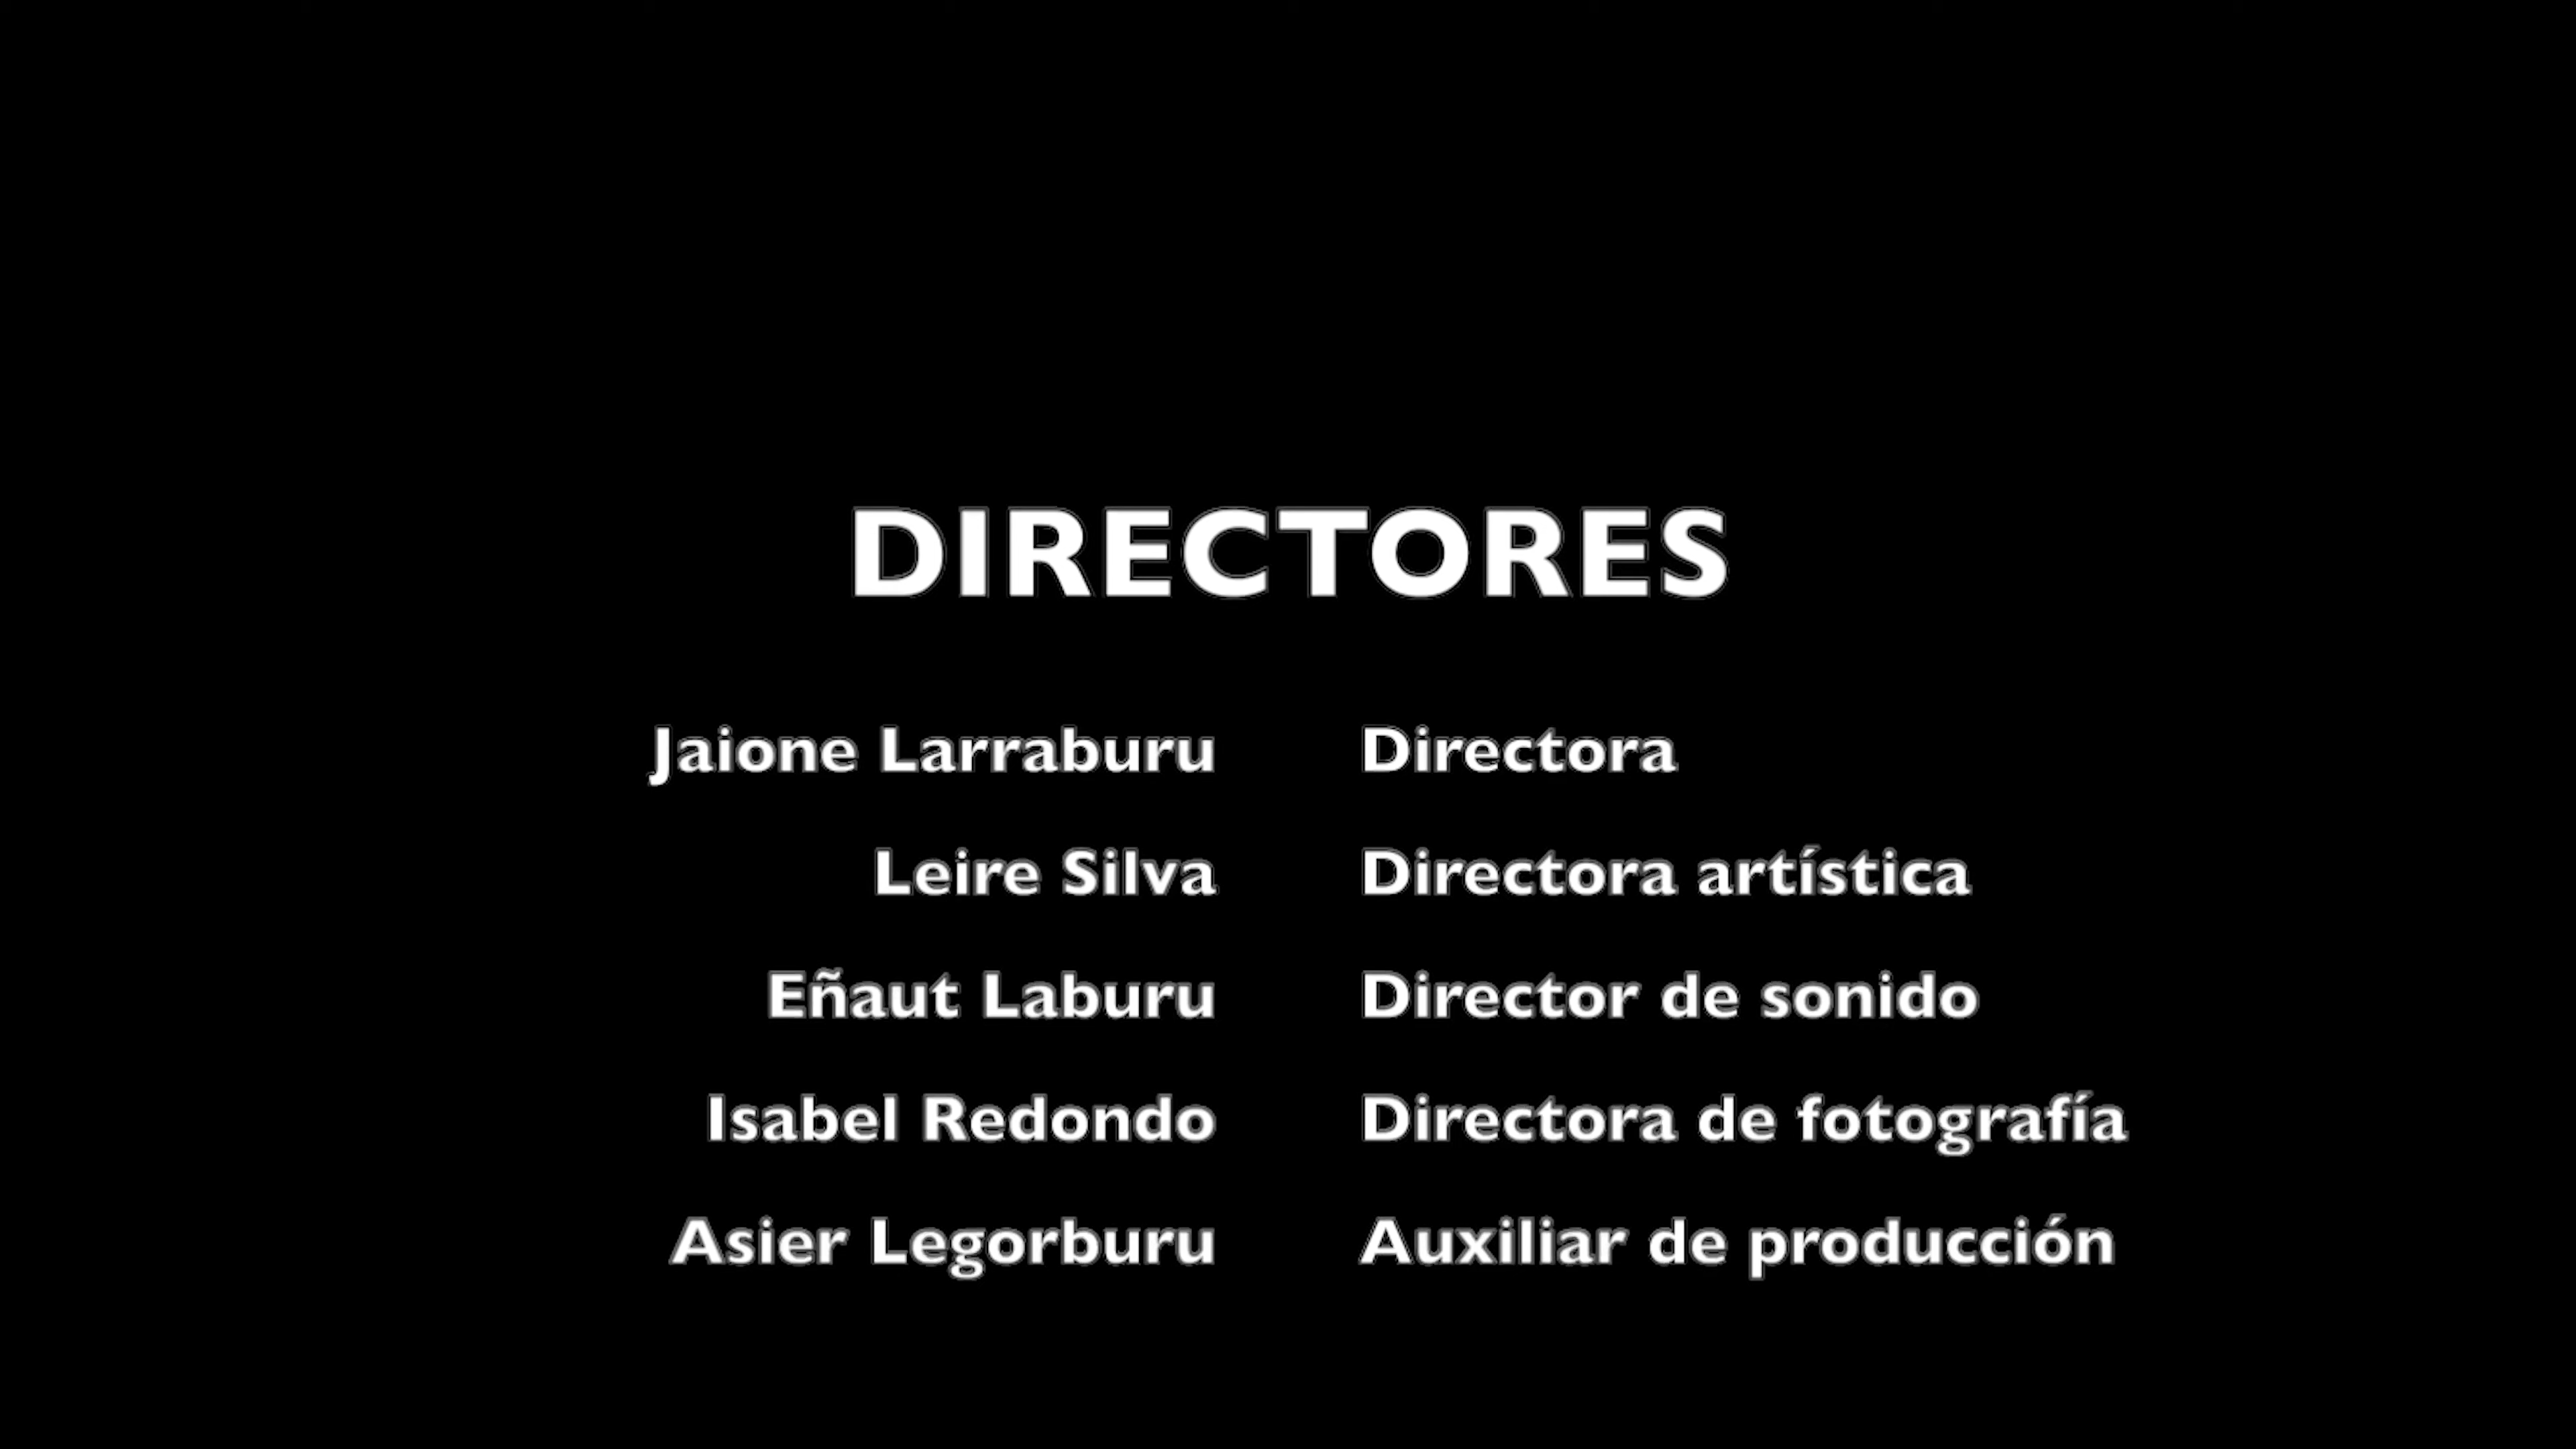 DIRECTORES
Jaione Larraburu Directora
Leire Silva Directora artística
Eñaut Laburu Director de sonido
Isabel Redondo Directora de fotografía
Asier Legorburu Auxiliar de producción